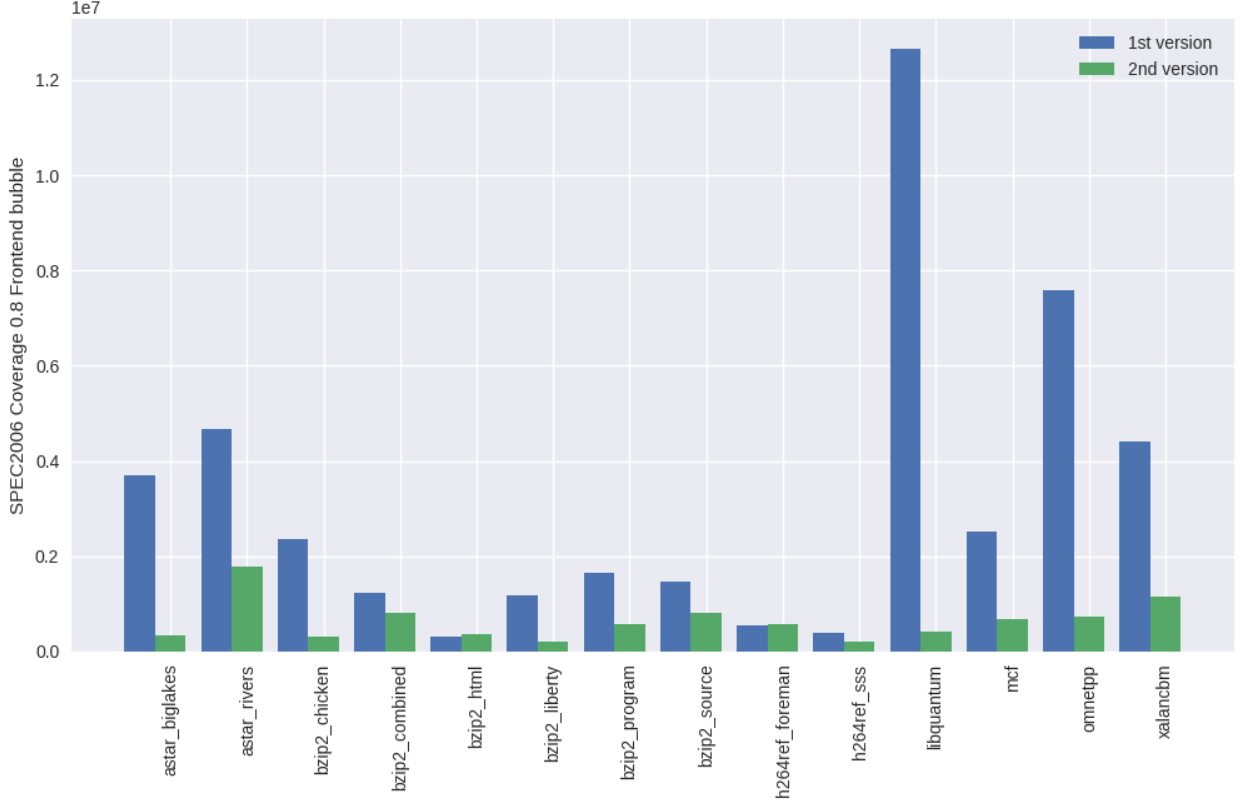 1e7
1st version
2nd version
SPEC2006 Coverage 0.8 Frontend bubble
1.2
1.0
0.8
0.6
0.4
0.2
0.0
astar_biglakes
astar_rivers
bzip2_chicken
bzip2_combined
bzip2_html
bzip2_liberty
bzip2_program
bzip2_source
h264ref_foreman
h264ref_sss
libquantum
mcf
omnetpp
xalancbm